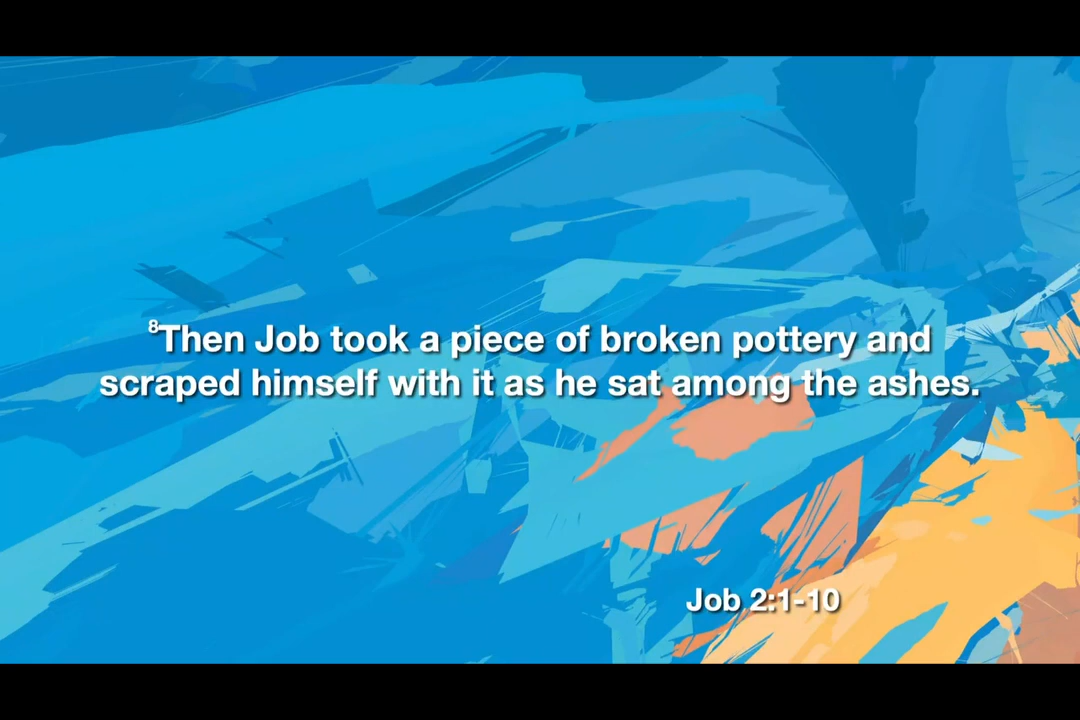 ⁸Then Job took a piece of broken pottery and
scraped himself with it as he sat among the ashes.
Job 2:1-10